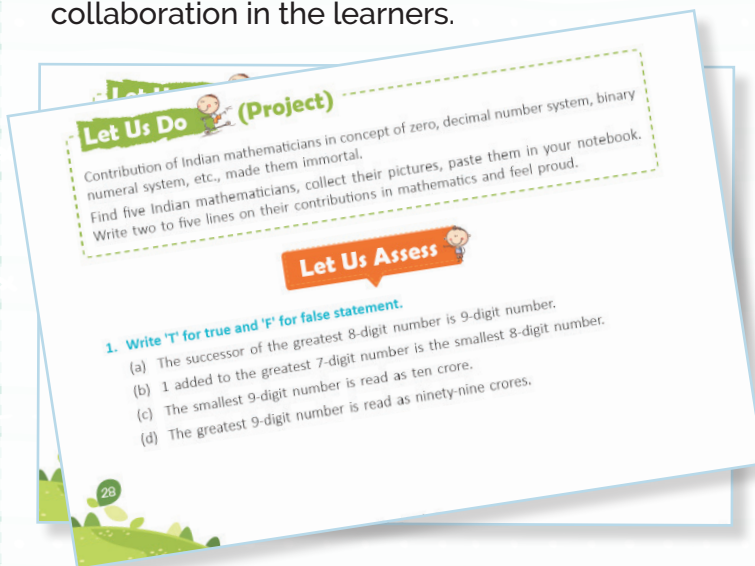 collaboration in the learners.
Let Us Do (Project)
Contribution of Indian mathematicians in concept of zero, decimal number system, binary
numeral system, etc., made them immortal.
Find five Indian mathematicians, collect their pictures, paste them in your notebook.
Write two to five lines on their contributions in mathematics and feel proud.
Let Us Assess
1. Write 'T' for true and 'F' for false statement.
(a) The successor of the greatest 8-digit number is 9-digit number.
(b) 1 added to the greatest 7-digit number is the smallest 8-digit number.
(c) The smallest 9-digit number is read as ten crore.
(d) The greatest 9-digit number is read as ninety-nine crores.
28